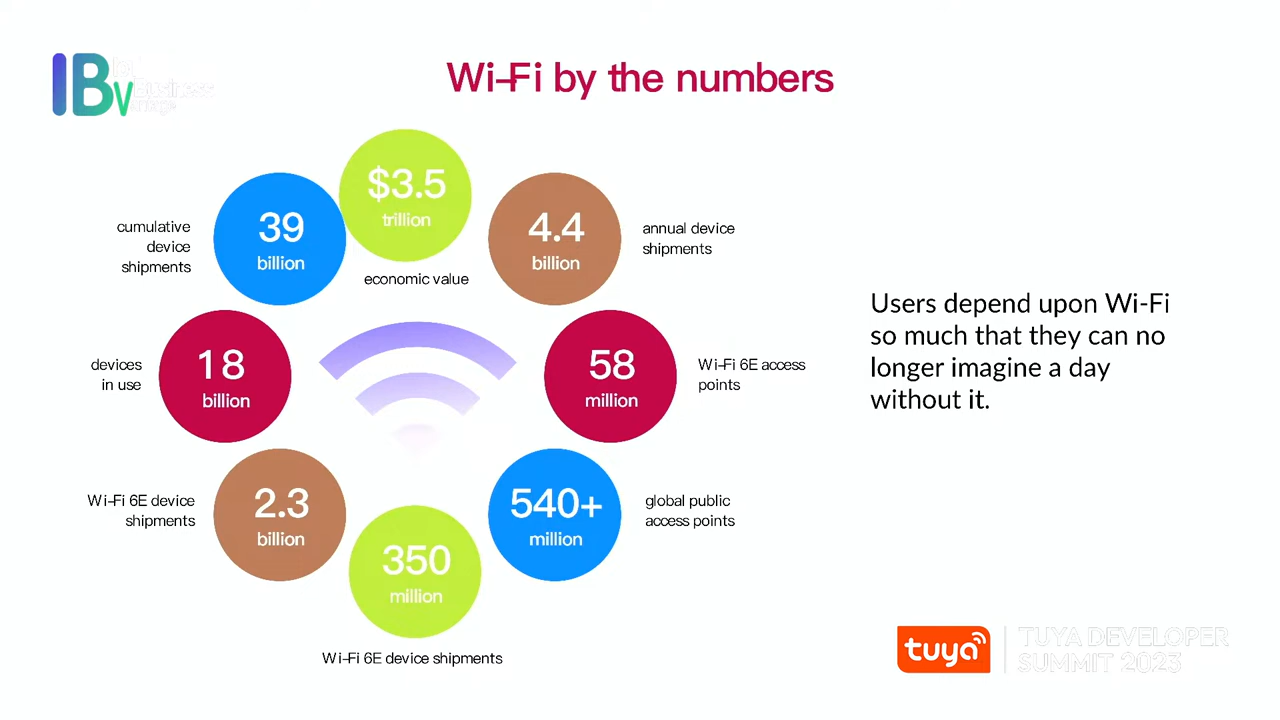 IBV
IoT
Business
Wi-Fi by the numbers
$3.5
trillion
economic value
4.4
billion
annual device
shipments
58
million
Wi-Fi 6E access
points
540+
million
global public
access points
350
million
Wi-Fi 6E device shipments
2.3
billion
Wi-Fi 6E device
shipments
18
billion
devices
in use
39
billion
cumulative
device
shipments
Users depend upon Wi-Fi
so much that they can no
longer imagine a day
without it.
tuya
TUYA DEVELOPER
SUMMIT 2023